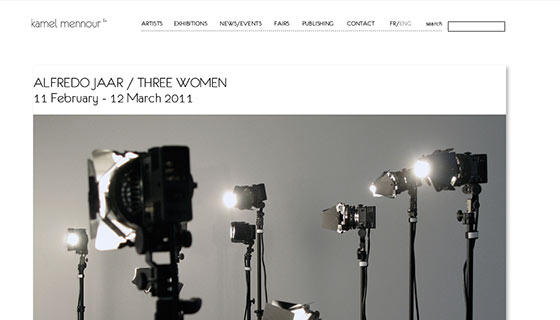 kamel mennour
ARTISTS EXHIBITIONS NEWS/EVENTS FAIRS PUBLISHING CONTACT FR/ENG search
ALFREDO JAAR / THREE WOMEN
11 February - 12 March 2011